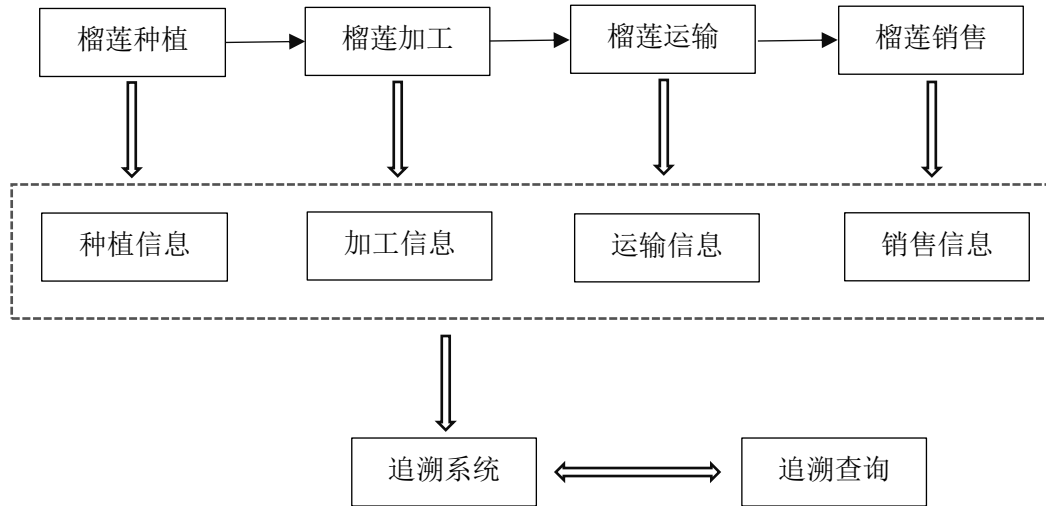 榴莲种植
榴莲加工
榴莲运输
榴莲销售
种植信息
加工信息
运输信息
销售信息
追溯系统
追溯查询